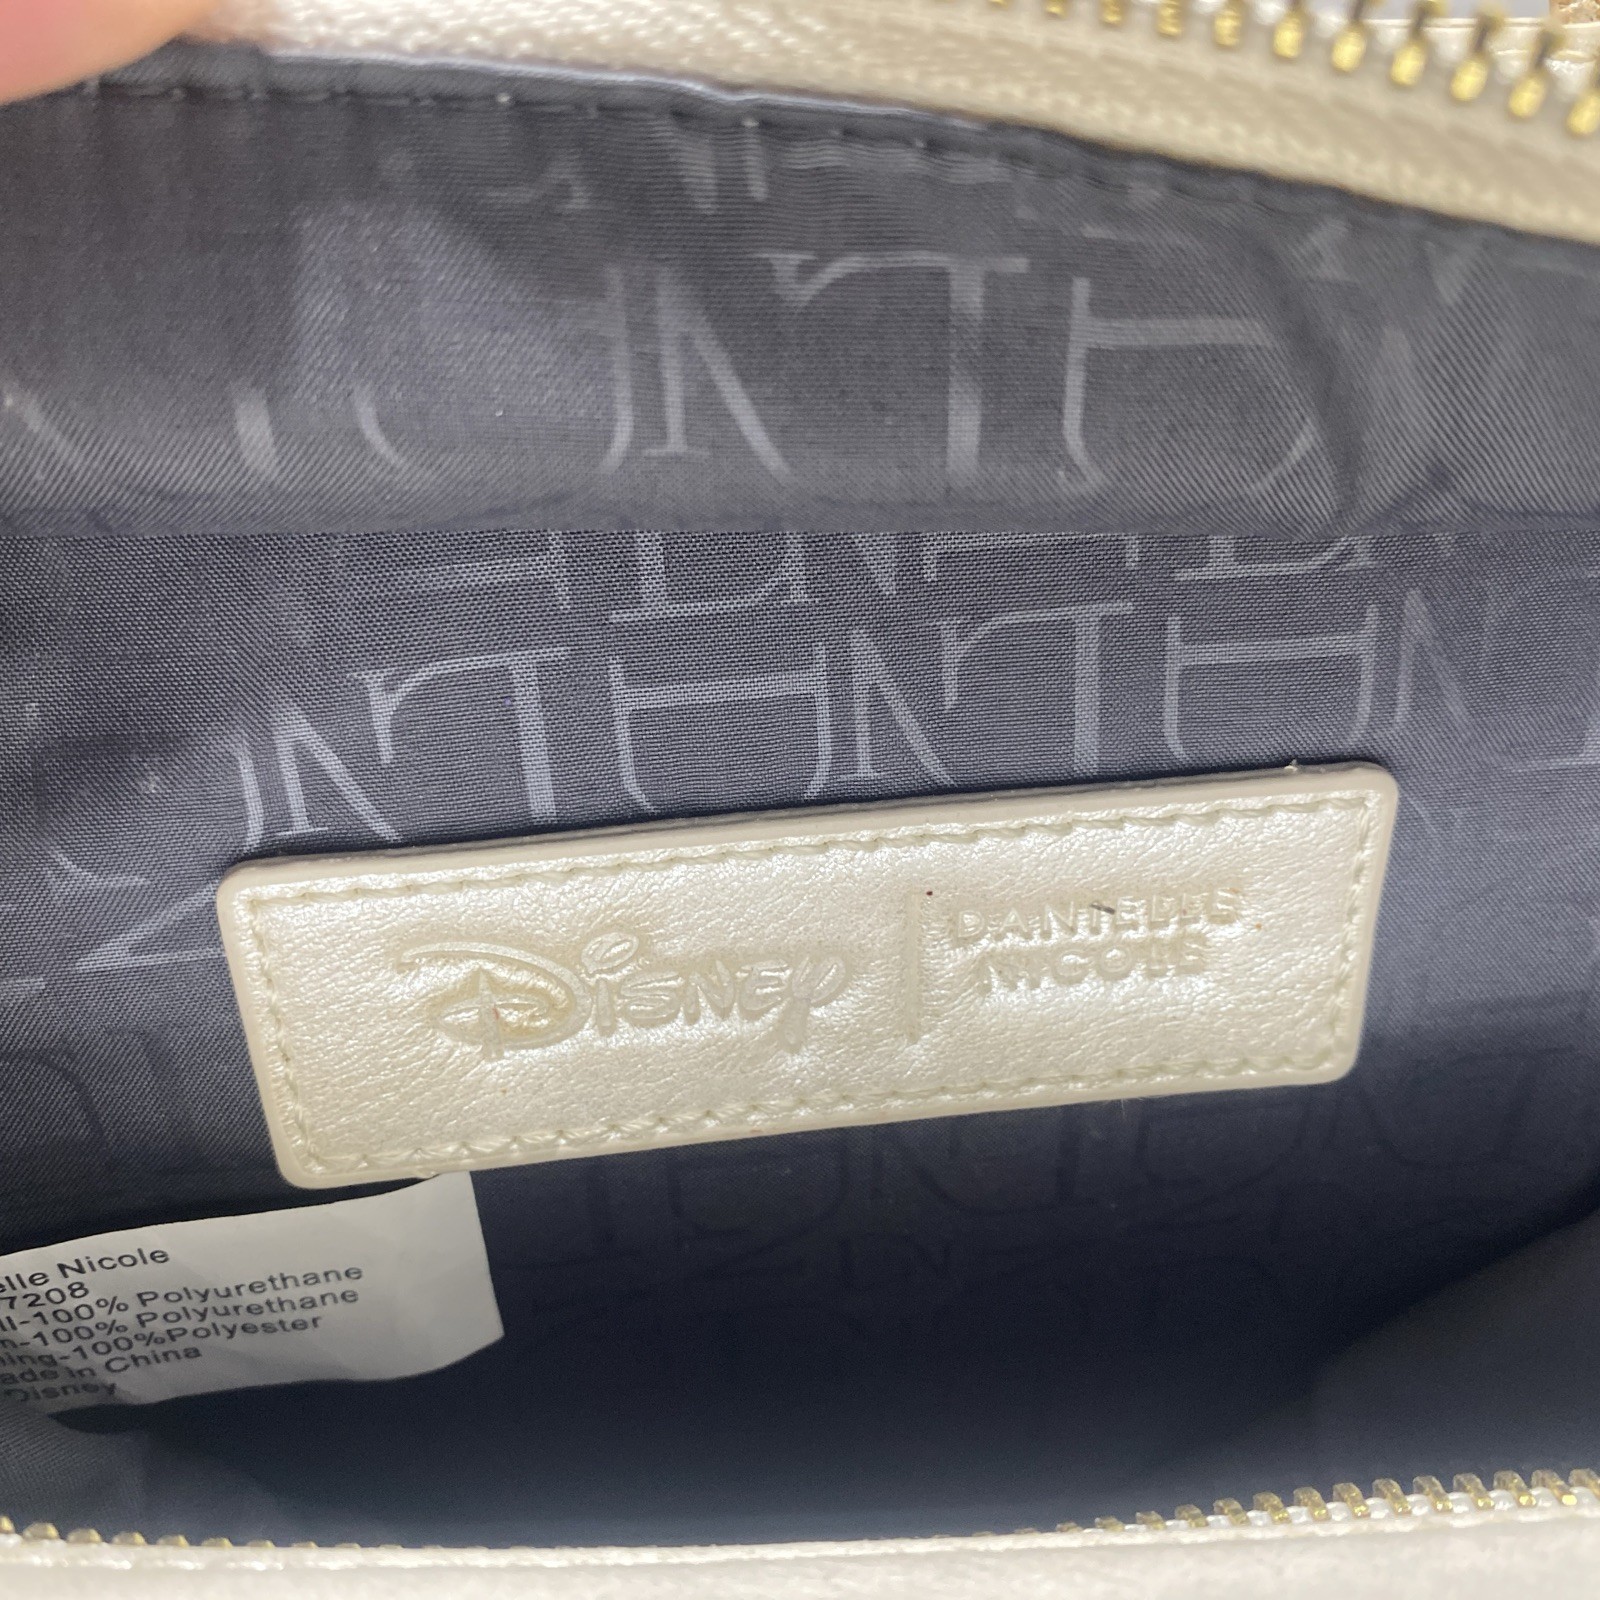 Disney | DANIELLE
NICOLE
elle Nicole
7208
ll-100% Polyurethane
n-100% Polyurethane
ning-100%Polyester
ade in China
Disney